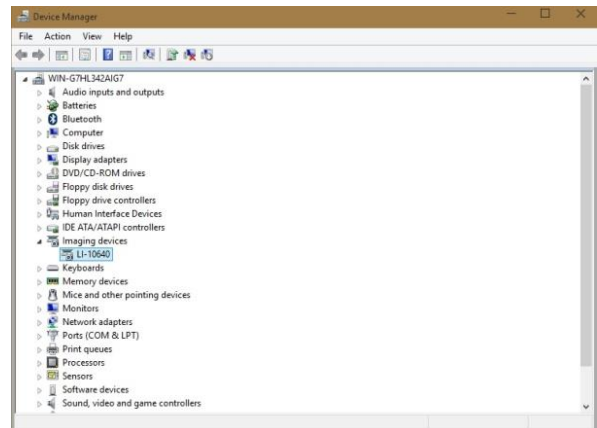 Device Manager
File Action View Help
WIN-G7HL342AIG7
Audio inputs and outputs
Batteries
Bluetooth
Computer
Disk drives
Display adapters
DVD/CD-ROM drives
Floppy disk drives
Floppy drive controllers
Human Interface Devices
IDE ATA/ATAPI controllers
Imaging devices
LI-10640
Keyboards
Memory devices
Mice and other pointing devices
Monitors
Network adapters
Ports (COM & LPT)
Print queues
Processors
Sensors
Software devices
Sound, video and game controllers